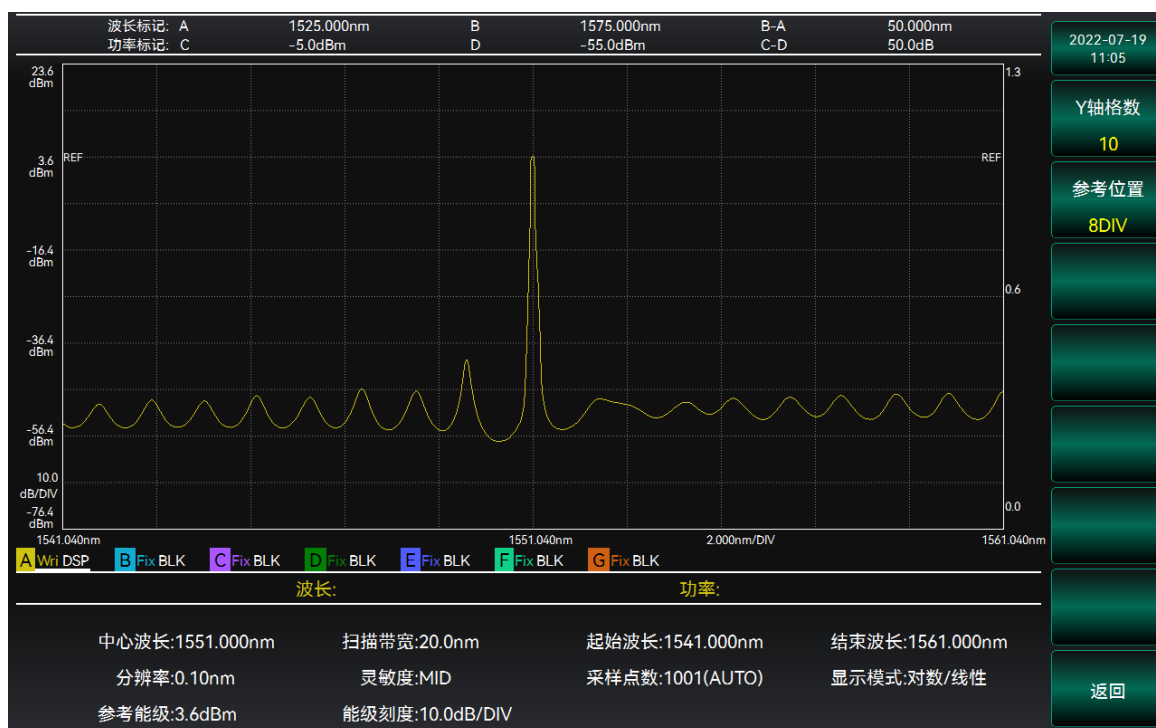 波长标记: A 1525.000nm B 1575.000nm B-A 50.000nm
功率标记: C -5.0dBm D -55.0dBm C-D 50.0dB
2022-07-19
11:05
Y轴格数
10
参考位置
8DIV
返回
23.6
dBm
1.3
3.6
dBm
REF REF
-16.4
dBm
0.6
-36.4
dBm
-56.4
dBm
10.0
dB/DIV
0.0
-76.4
dBm
1541.040nm 1551.040nm 2.000nm/DIV 1561.040nm
A Wri DSP B Fix BLK C Fix BLK D Fix BLK E Fix BLK F Fix BLK G Fix BLK
波长: 功率:
中心波长:1551.000nm 扫描带宽:20.0nm 起始波长:1541.000nm 结束波长:1561.000nm
分辨率:0.10nm 灵敏度:MID 采样点数:1001(AUTO) 显示模式:对数/线性
参考能级:3.6dBm 能级刻度:10.0dB/DIV